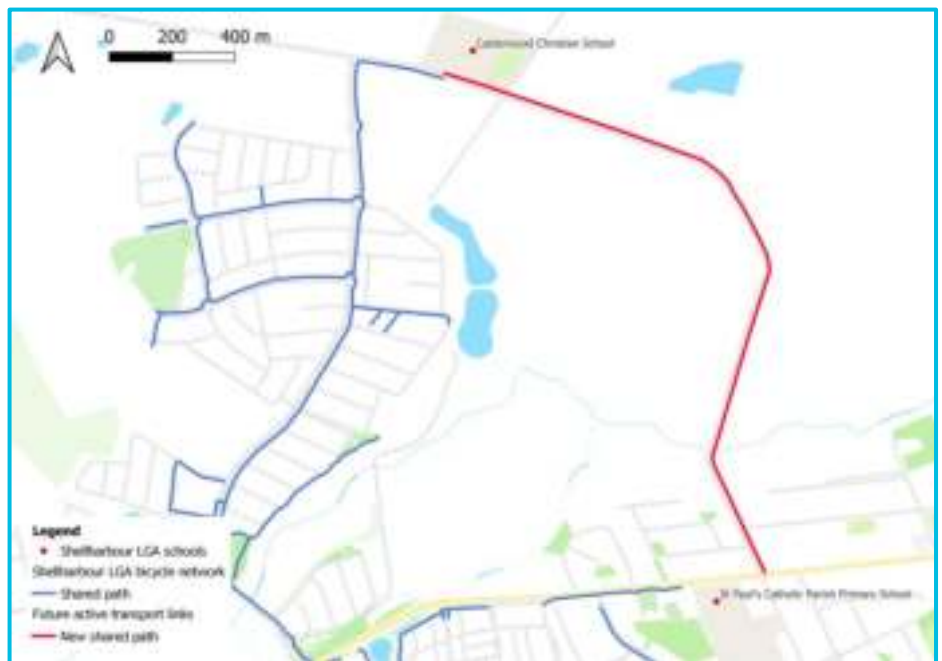 0 200 400 m
Calderwood Christian School
Legend
Shellharbour LGA schools
Shellharbour LGA bicycle network
Shared path
Future active transport links
New shared path
St Paul's Catholic Parish Primary School